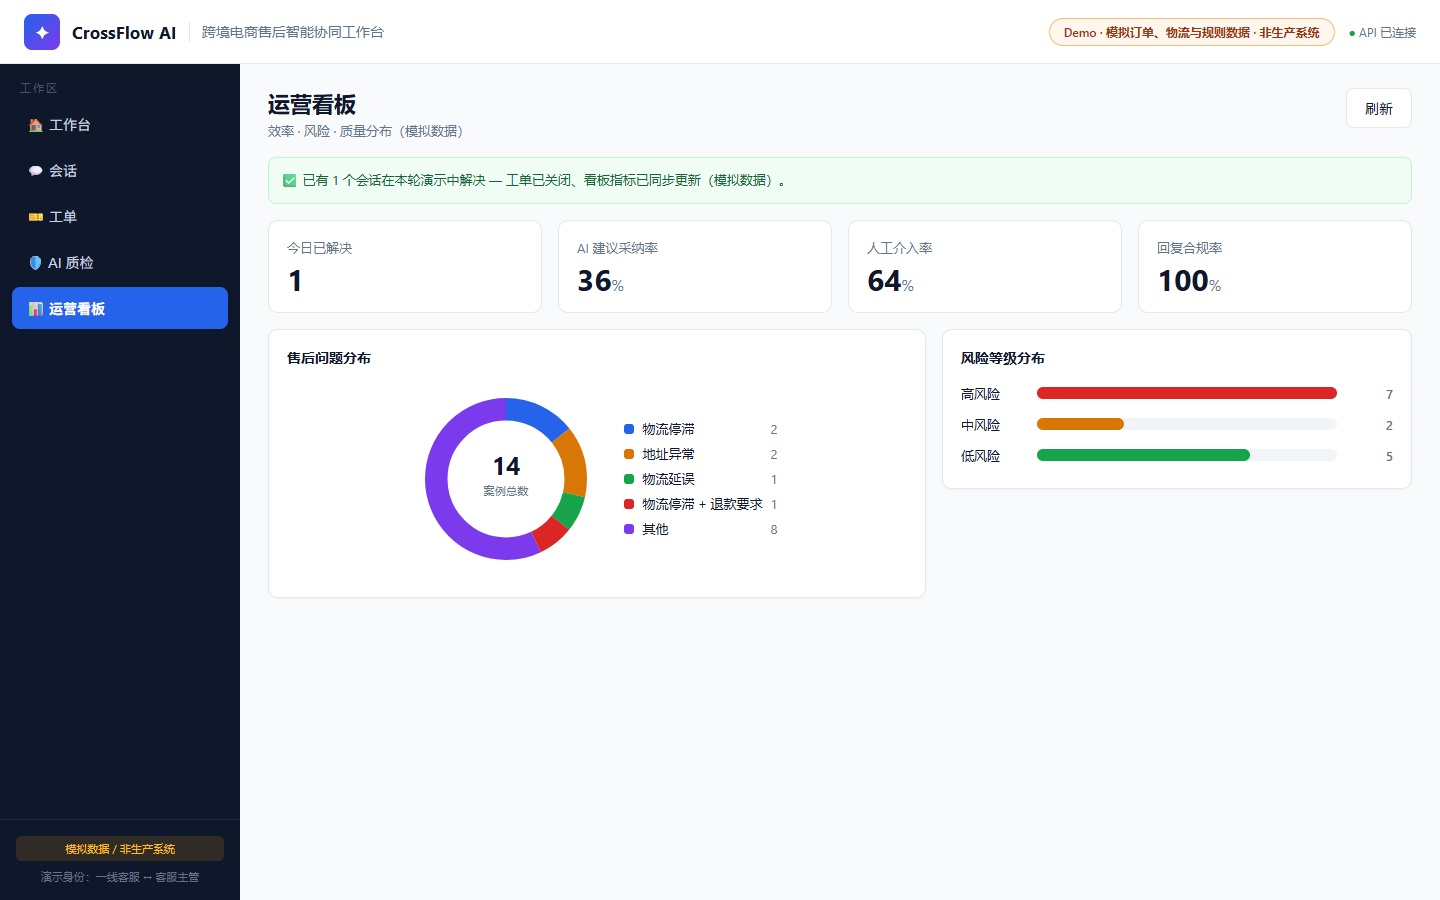 CrossFlow AI 跨境电商售后智能协同工作台
Demo · 模拟订单、物流与规则数据 · 非生产系统
API 已连接
工作区
工作台
会话
工单
AI 质检
运营看板
模拟数据 / 非生产系统
演示身份：一线客服 ↔ 客服主管
运营看板
效率 · 风险 · 质量分布（模拟数据）
刷新
已有 1 个会话在本轮演示中解决 — 工单已关闭、看板指标已同步更新（模拟数据）。
今日已解决
1
AI 建议采纳率
36%
人工介入率
64%
回复合规率
100%
售后问题分布
14
案例总数
物流停滞 2
地址异常 2
物流延误 1
物流停滞 + 退款要求 1
其他 8
风险等级分布
高风险 7
中风险 2
低风险 5